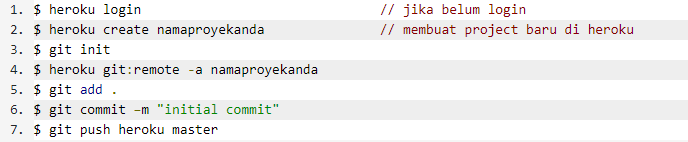 1. $ heroku login // jika belum login
2. $ heroku create namaproyekanda // membuat project baru di heroku
3. $ git init
4. $ heroku git:remote -a namaproyekanda
5. $ git add .
6. $ git commit –m "initial commit"
7. $ git push heroku master